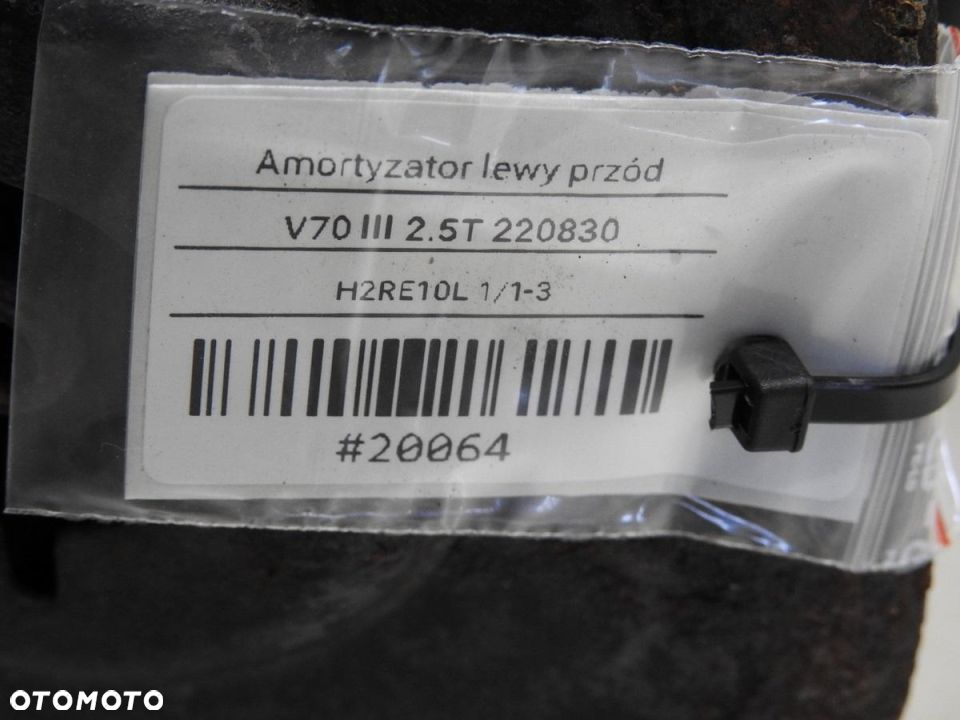 Amortyzator lewy przód
V70 III 2.5T 220830
H2RE10L 1/1-3
#20064
OTOMOTO